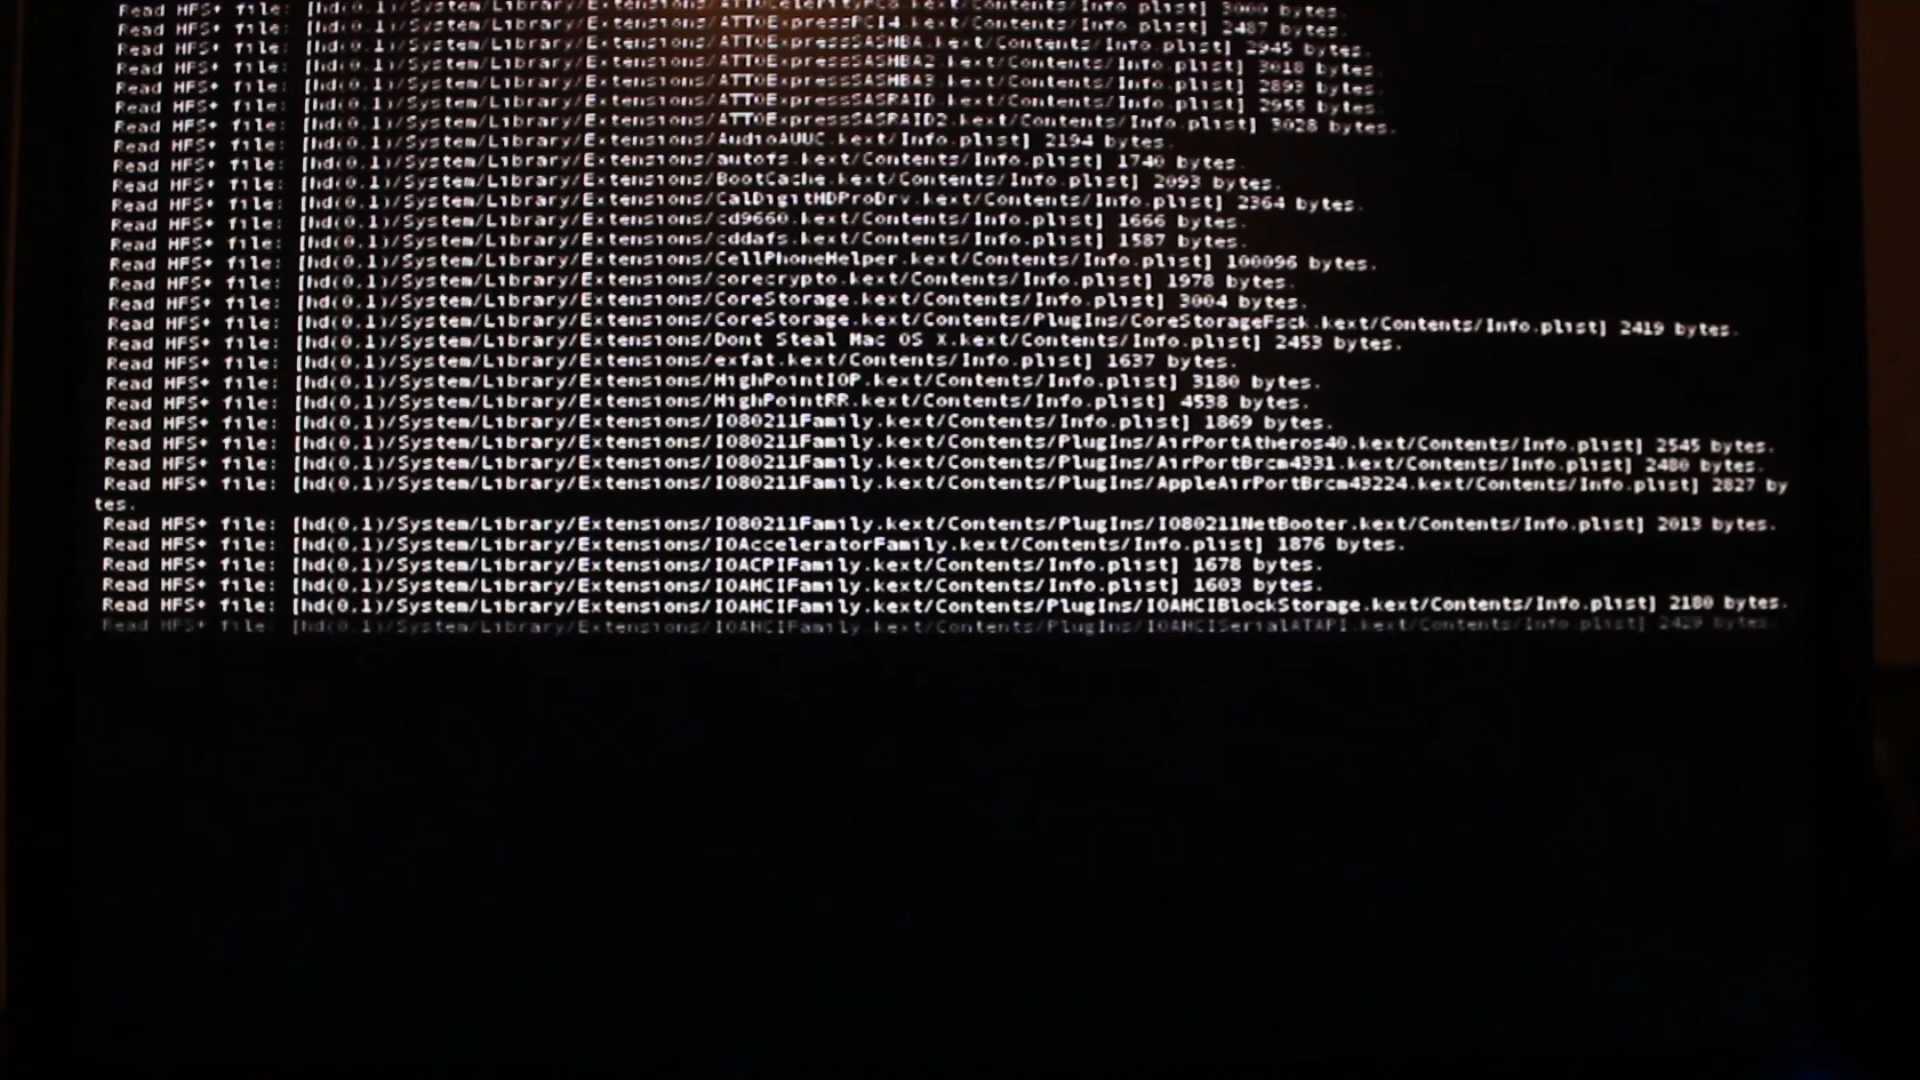 Read HFS+ file: [hd(0,1)/System/Library/Extensions/ATTOCelerityFC8.kext/Contents/Info.plist] 3000 bytes.
Read HFS+ file: [hd(0,1)/System/Library/Extensions/ATTOExpressPCI4.kext/Contents/Info.plist] 2487 bytes.
Read HFS+ file: [hd(0,1)/System/Library/Extensions/ATTOExpressSASHBA.kext/Contents/Info.plist] 2945 bytes.
Read HFS+ file: [hd(0,1)/System/Library/Extensions/ATTOExpressSASHBA2.kext/Contents/Info.plist] 3018 bytes.
Read HFS+ file: [hd(0,1)/System/Library/Extensions/ATTOExpressSASHBA3.kext/Contents/Info.plist] 2893 bytes.
Read HFS+ file: [hd(0,1)/System/Library/Extensions/ATTOExpressSASRAID.kext/Contents/Info.plist] 2955 bytes.
Read HFS+ file: [hd(0,1)/System/Library/Extensions/ATTOExpressSASRAID2.kext/Contents/Info.plist] 3028 bytes.
Read HFS+ file: [hd(0,1)/System/Library/Extensions/AudioAUUC.kext/Info.plist] 2194 bytes.
Read HFS+ file: [hd(0,1)/System/Library/Extensions/autofs.kext/Contents/Info.plist] 1740 bytes.
Read HFS+ file: [hd(0,1)/System/Library/Extensions/BootCache.kext/Contents/Info.plist] 2093 bytes.
Read HFS+ file: [hd(0,1)/System/Library/Extensions/CalDigitHDProDrv.kext/Contents/Info.plist] 2364 bytes.
Read HFS+ file: [hd(0,1)/System/Library/Extensions/cd9660.kext/Contents/Info.plist] 1666 bytes.
Read HFS+ file: [hd(0,1)/System/Library/Extensions/cddafs.kext/Contents/Info.plist] 1587 bytes.
Read HFS+ file: [hd(0,1)/System/Library/Extensions/CellPhoneHelper.kext/Contents/Info.plist] 100096 bytes.
Read HFS+ file: [hd(0,1)/System/Library/Extensions/corecrypto.kext/Contents/Info.plist] 1978 bytes.
Read HFS+ file: [hd(0,1)/System/Library/Extensions/CoreStorage.kext/Contents/Info.plist] 3004 bytes.
Read HFS+ file: [hd(0,1)/System/Library/Extensions/CoreStorage.kext/Contents/PlugIns/CoreStorageFsck.kext/Contents/Info.plist] 2419 bytes.
Read HFS+ file: [hd(0,1)/System/Library/Extensions/Dont Steal Mac OS X.kext/Contents/Info.plist] 2453 bytes.
Read HFS+ file: [hd(0,1)/System/Library/Extensions/exfat.kext/Contents/Info.plist] 1637 bytes.
Read HFS+ file: [hd(0,1)/System/Library/Extensions/HighPointIOP.kext/Contents/Info.plist] 3180 bytes.
Read HFS+ file: [hd(0,1)/System/Library/Extensions/HighPointRR.kext/Contents/Info.plist] 4538 bytes.
Read HFS+ file: [hd(0,1)/System/Library/Extensions/IO80211Family.kext/Contents/Info.plist] 1869 bytes.
Read HFS+ file: [hd(0,1)/System/Library/Extensions/IO80211Family.kext/Contents/PlugIns/AirPortAtheros40.kext/Contents/Info.plist] 2545 bytes.
Read HFS+ file: [hd(0,1)/System/Library/Extensions/IO80211Family.kext/Contents/PlugIns/AirPortBrcm4331.kext/Contents/Info.plist] 2480 bytes.
Read HFS+ file: [hd(0,1)/System/Library/Extensions/IO80211Family.kext/Contents/PlugIns/AppleAirPortBrcm43224.kext/Contents/Info.plist] 2827 by
tes.
Read HFS+ file: [hd(0,1)/System/Library/Extensions/IO80211Family.kext/Contents/PlugIns/IO80211NetBooter.kext/Contents/Info.plist] 2013 bytes.
Read HFS+ file: [hd(0,1)/System/Library/Extensions/IOAcceleratorFamily.kext/Contents/Info.plist] 1876 bytes.
Read HFS+ file: [hd(0,1)/System/Library/Extensions/IOACPIFamily.kext/Contents/Info.plist] 1678 bytes.
Read HFS+ file: [hd(0,1)/System/Library/Extensions/IOAHCIFamily.kext/Contents/Info.plist] 1603 bytes.
Read HFS+ file: [hd(0,1)/System/Library/Extensions/IOAHCIFamily.kext/Contents/PlugIns/IOAHCIBlockStorage.kext/Contents/Info.plist] 2180 bytes.
Read HFS+ file: [hd(0,1)/System/Library/Extensions/IOAHCIFamily.kext/Contents/PlugIns/IOAHCISerialATAPI.kext/Contents/Info.plist] 2429 bytes.